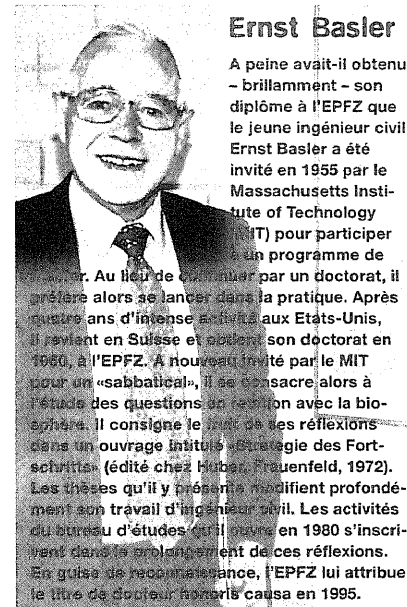 Ernst Basler
A peine avait-il obtenu
– brillamment – son
diplôme à l'EPFZ que
le jeune ingénieur civil
Ernst Basler a été
invité en 1955 par le
Massachusetts Insti-
tute of Technology
(MIT) pour participer
à un programme de
Au lieu de continuer par un doctorat, il
préfère alors se lancer dans la pratique. Après
quatre ans d'intense activité aux Etats-Unis,
il revient en Suisse et obtient son doctorat en
1960, à l'EPFZ. A nouveau invité par le MIT
pour un «sabbatical», il se consacre alors à
l'étude des questions en relation avec la bio-
sphère. Il consigne le fruit de ses réflexions
dans un ouvrage intitulé «Strategie des Fort-
schritts» (édité chez Huber, Frauenfeld, 1972).
Les thèses qu'il y présente modifient profondé-
ment son travail d'ingénieur civil. Les activités
du bureau d'études qu'il ouvre en 1980 s'inscri-
vent dans le prolongement de ces réflexions.
En guise de reconnaissance, l'EPFZ lui attribue
le titre de docteur honoris causa en 1995.